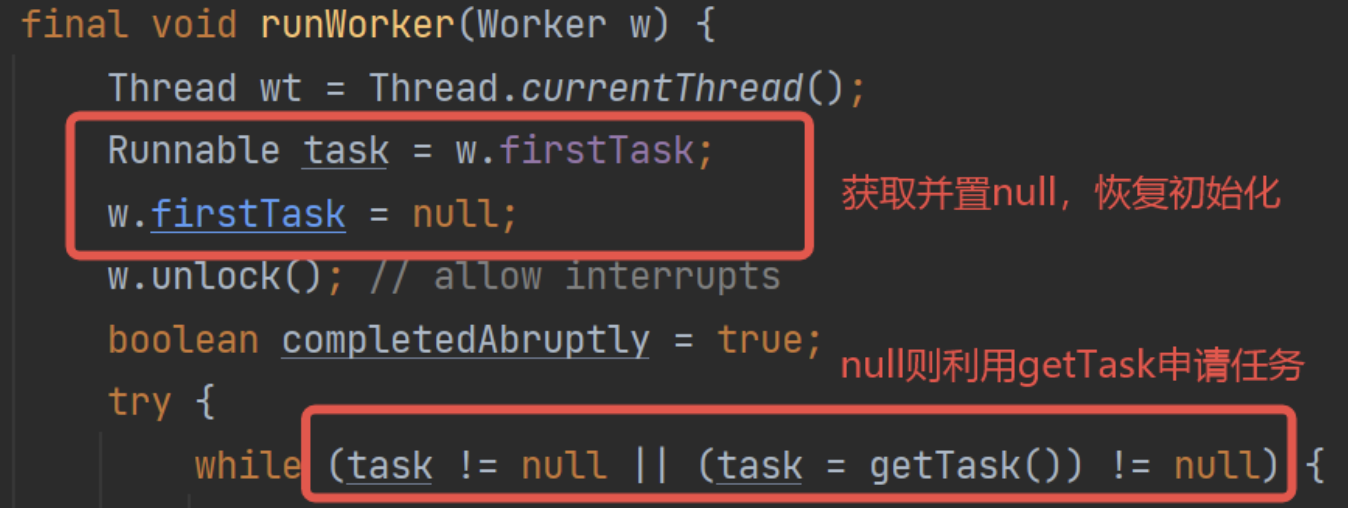 final void runWorker(Worker w) {
Thread wt = Thread.currentThread();
Runnable task = w.firstTask;
w.firstTask = null;
获取并置null，恢复初始化
w.unlock(); // allow interrupts
boolean completedAbruptly = true;
null则利用getTask申请任务
try {
while (task != null || (task = getTask()) != null) {